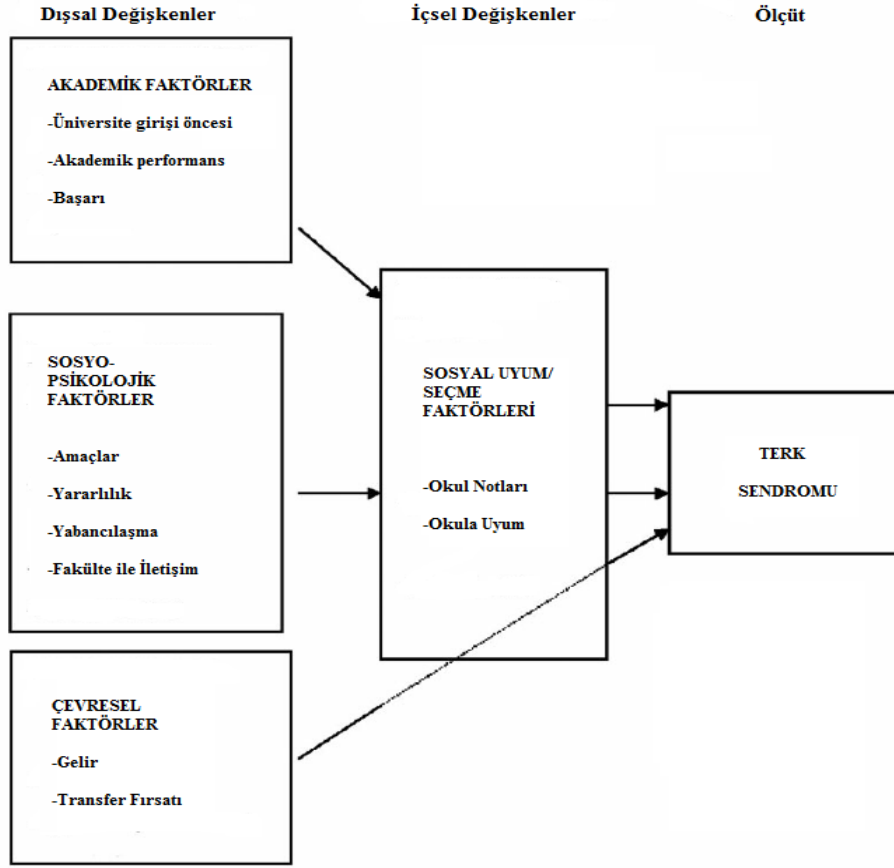 Dışsal Değişkenler
İçsel Değişkenler
Ölçüt
AKADEMİK FAKTÖRLER
-Üniversite girişi öncesi
-Akademik performans
-Başarı
SOSYO-
PSİKOLOJİK
FAKTÖRLER
-Amaçlar
-Yararlılık
-Yabancılaşma
-Fakülte ile İletişim
ÇEVRESEL
FAKTÖRLER
-Gelir
-Transfer Fırsatı
SOSYAL UYUM/
SEÇME
FAKTÖRLERİ
-Okul Notları
-Okula Uyum
TERK
SENDROMU